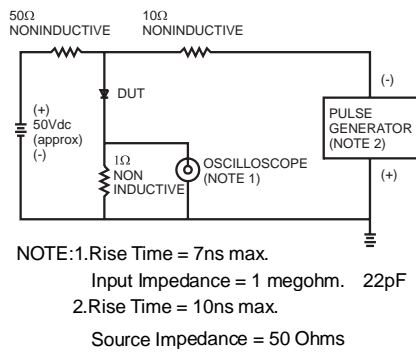 50Ω
NONINDUCTIVE
10Ω
NONINDUCTIVE
(+)
50Vdc
(approx)
(-)
DUT
1Ω
NON
INDUCTIVE
OSCILLOSCOPE
(NOTE 1)
(-)
PULSE
GENERATOR
(NOTE 2)
(+)
NOTE:1.Rise Time = 7ns max.
Input Impedance = 1 megohm. 22pF
2.Rise Time = 10ns max.
Source Impedance = 50 Ohms